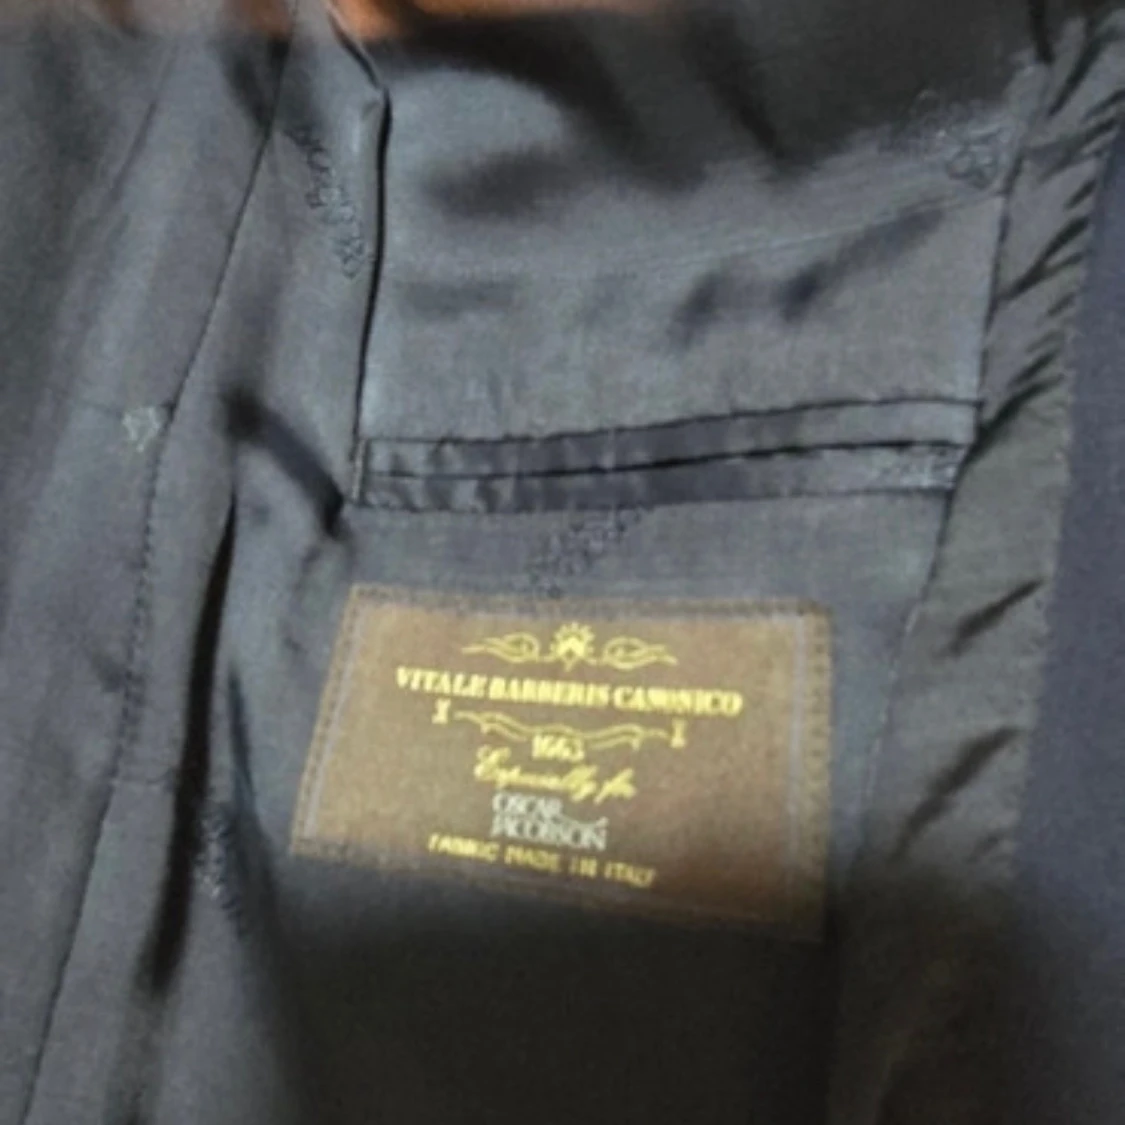 VITALE BARBERIS CANONICO
1663
Especially for
OSCAR
JACOBSON
FABRIC MADE IN ITALY